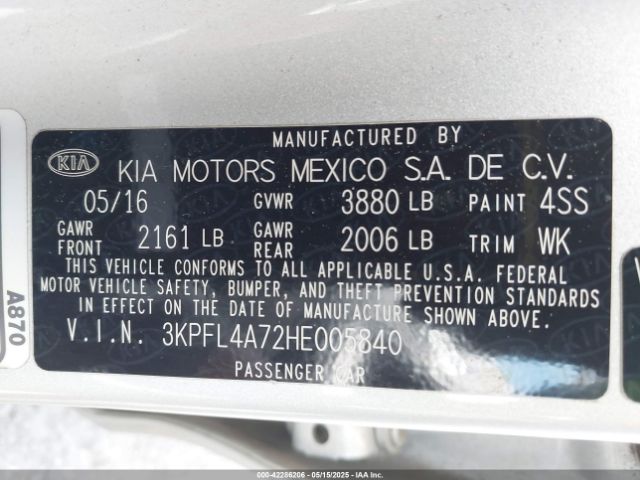 MANUFACTURED BY
KIA KIA MOTORS MEXICO S.A. DE C.V.
05/16 GVWR 3880 LB PAINT 4SS
GAWR FRONT 2161 LB GAWR REAR 2006 LB TRIM WK
THIS VEHICLE CONFORMS TO ALL APPLICABLE U.S.A. FEDERAL
MOTOR VEHICLE SAFETY, BUMPER, AND THEFT PREVENTION STANDARDS
IN EFFECT ON THE DATE OF MANUFACTURE SHOWN ABOVE.
V.I.N. 3KPFL4A72HE005840
PASSENGER CAR
A870
000-42286206 - 05/15/2025 - IAA Inc.